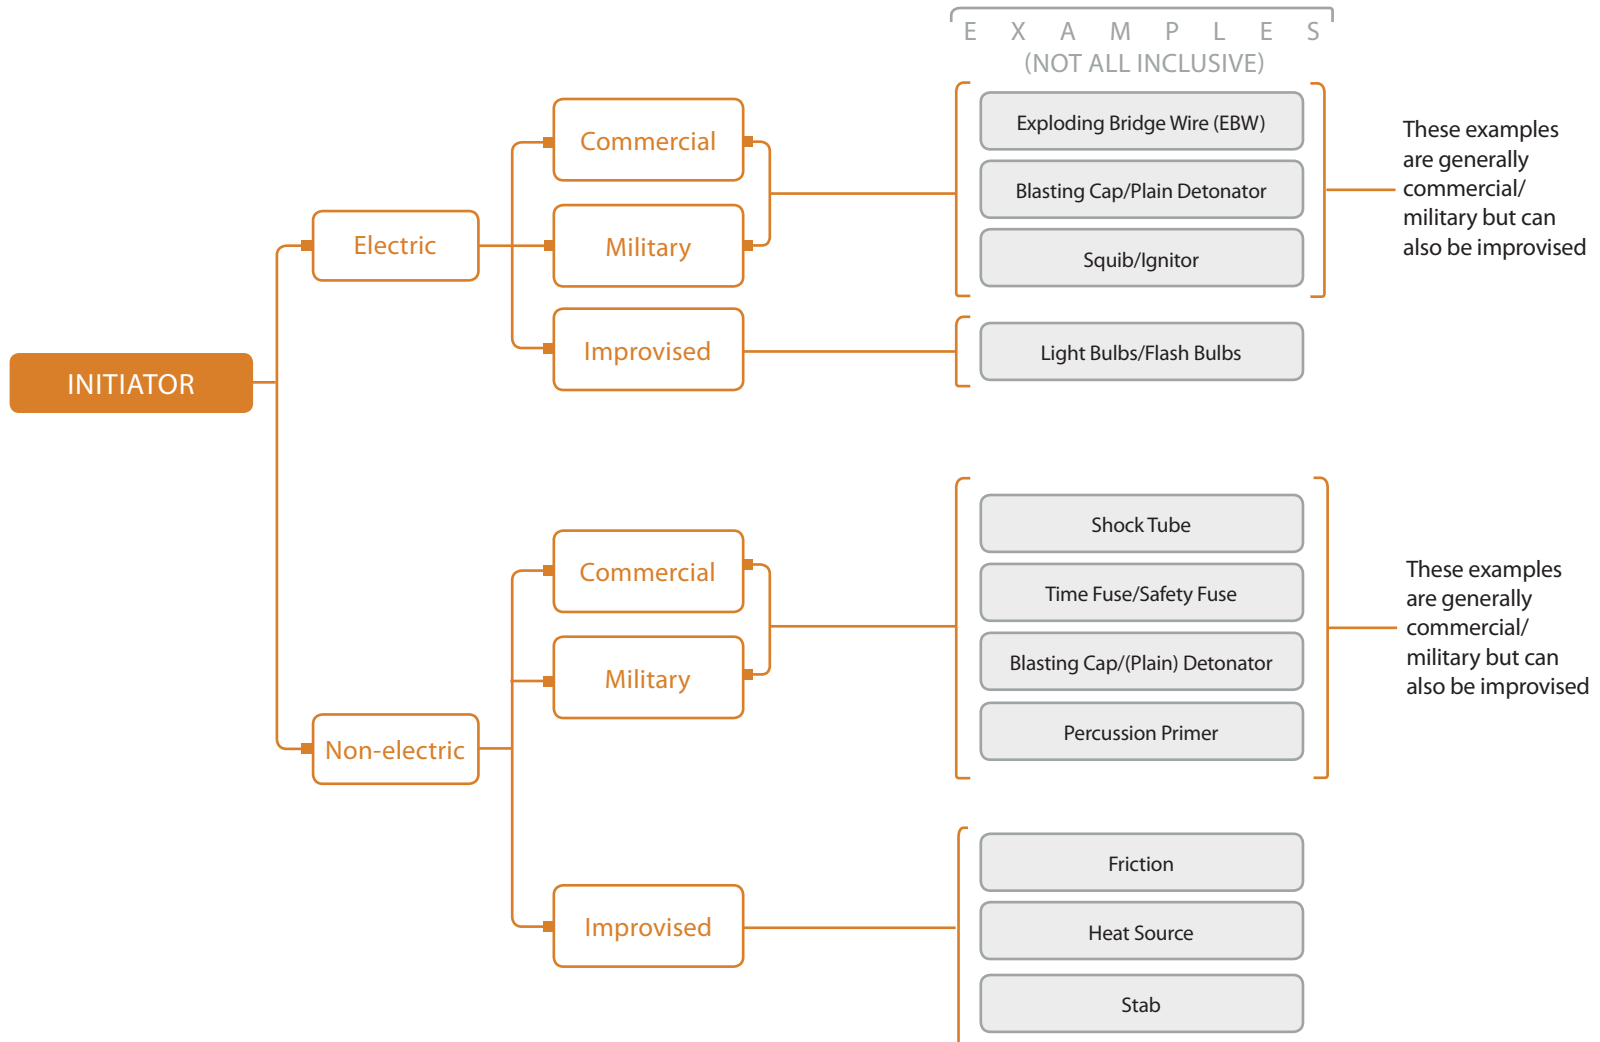 E X A M P L E S
(NOT ALL INCLUSIVE)
INITIATOR
Electric
Commercial
Military
Improvised
Exploding Bridge Wire (EBW)
Blasting Cap/Plain Detonator
Squib/Ignitor
These examples
are generally
commercial/
military but can
also be improvised
Light Bulbs/Flash Bulbs
Non-electric
Commercial
Military
Improvised
Shock Tube
Time Fuse/Safety Fuse
Blasting Cap/(Plain) Detonator
Percussion Primer
These examples
are generally
commercial/
military but can
also be improvised
Friction
Heat Source
Stab